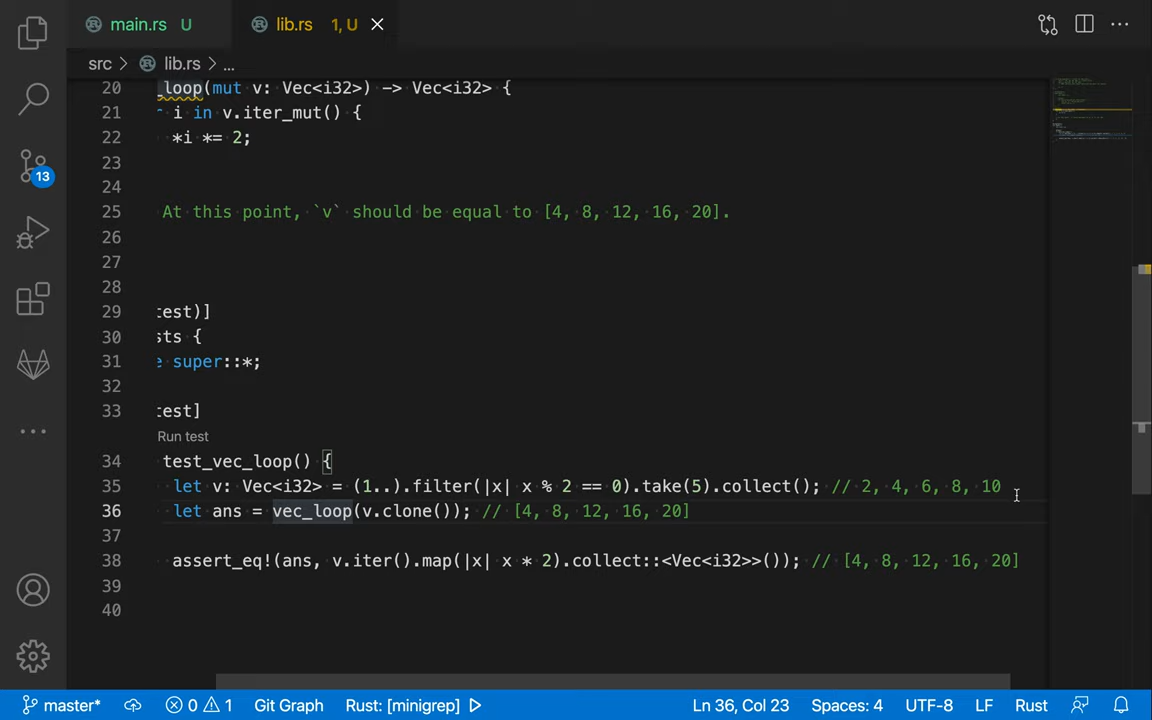 main.rs U lib.rs 1, U
src > lib.rs > ...
20 _loop(mut v: Vec<i32>) -> Vec<i32> {
21 r i in v.iter_mut() {
22 *i *= 2;
23
24
25 At this point, `v` should be equal to [4, 8, 12, 16, 20].
26
27
28
29 test)]
30 sts {
31 e super::*;
32
33 test]
Run test
34 test_vec_loop() {
35 let v: Vec<i32> = (1..).filter(|x| x % 2 == 0).take(5).collect(); // 2, 4, 6, 8, 10
36 let ans = vec_loop(v.clone()); // [4, 8, 12, 16, 20]
37
38 assert_eq!(ans, v.iter().map(|x| x * 2).collect::<Vec<i32>>()); // [4, 8, 12, 16, 20]
39
40
13
master* 0 1 Git Graph Rust: [minigrep] Ln 36, Col 23 Spaces: 4 UTF-8 LF Rust